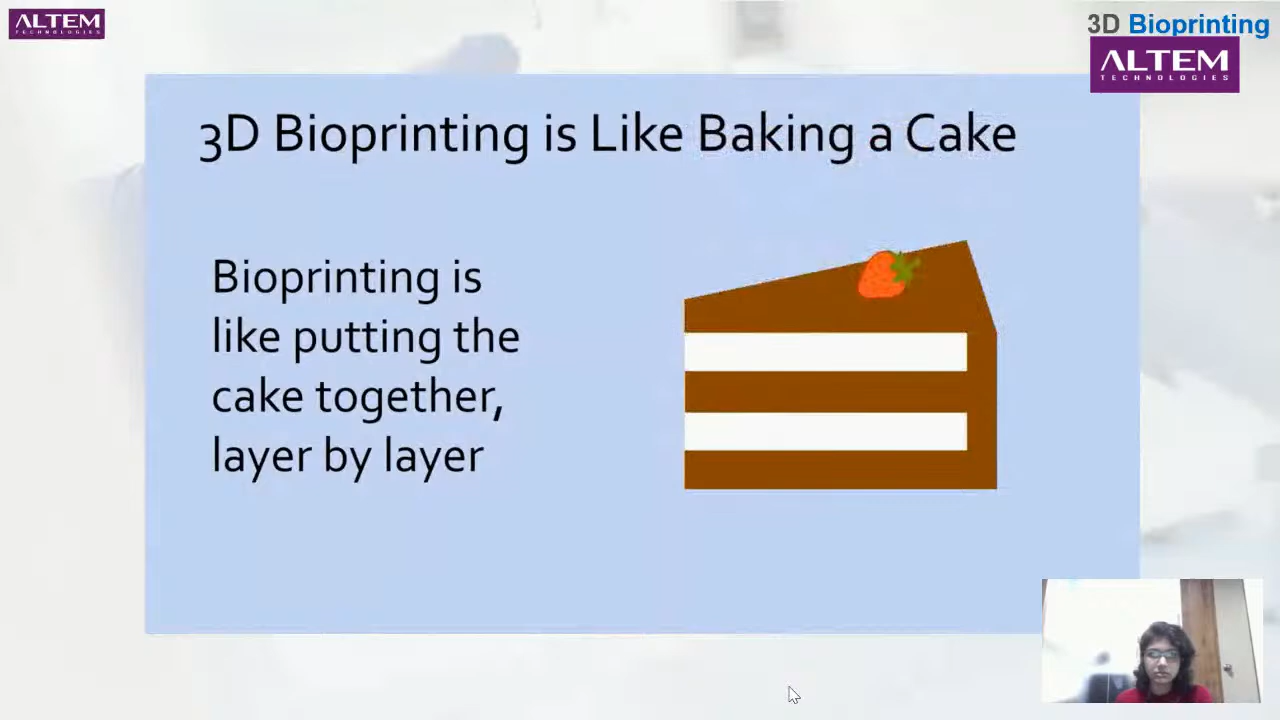 ALTEM
TECHNOLOGIES
3D Bioprinting
ALTEM
TECHNOLOGIES
3D Bioprinting is Like Baking a Cake
Bioprinting is
like putting the
cake together,
layer by layer